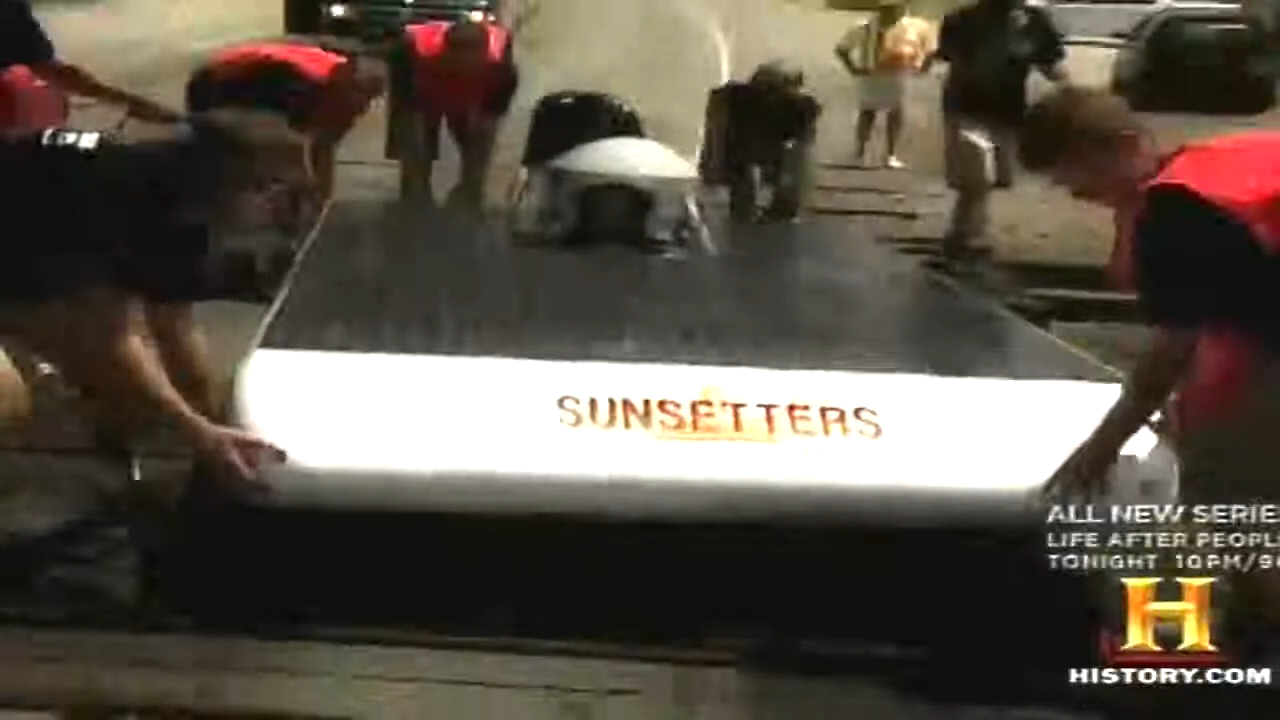 SUNSETTERS
ALL NEW SERIE
LIFE AFTER PEOPL
TONIGHT 10PM/9
H
HISTORY.COM